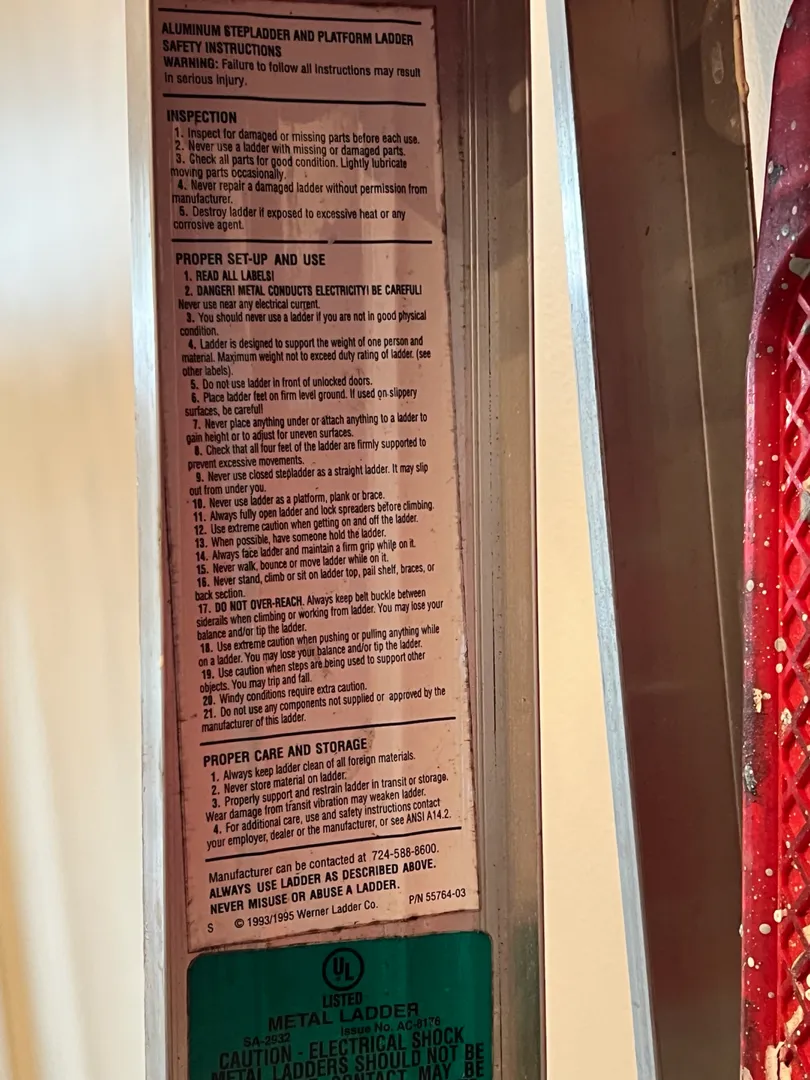 ALUMINUM STEPLADDER AND PLATFORM LADDER
SAFETY INSTRUCTIONS
WARNING: Failure to follow all instructions may result
in serious injury.
INSPECTION
1. Inspect for damaged or missing parts before each use.
2. Never use a ladder with missing or damaged parts.
3. Check all parts for good condition. Lightly lubricate
moving parts occasionally.
4. Never repair a damaged ladder without permission from
manufacturer.
5. Destroy ladder if exposed to excessive heat or any
corrosive agent.
PROPER SET-UP AND USE
1. READ ALL LABELS!
2. DANGER! METAL CONDUCTS ELECTRICITY! BE CAREFUL!
Never use near any electrical current.
3. You should never use a ladder if you are not in good physical
condition.
4. Ladder is designed to support the weight of one person and
material. Maximum weight not to exceed duty rating of ladder. (see
other labels).
5. Do not use ladder in front of unlocked doors.
6. Place ladder feet on firm level ground. If used on slippery
surfaces, be careful!
7. Never place anything under or attach anything to a ladder to
gain height or to adjust for uneven surfaces.
8. Check that all four feet of the ladder are firmly supported to
prevent excessive movements.
9. Never use closed stepladder as a straight ladder. It may slip
out from under you.
10. Never use ladder as a platform, plank or brace.
11. Always fully open ladder and lock spreaders before climbing.
12. Use extreme caution when getting on and off the ladder.
13. When possible, have someone hold the ladder.
14. Always face ladder and maintain a firm grip while on it.
15. Never walk, bounce or move ladder while on it.
16. Never stand, climb or sit on ladder top, pail shelf, braces, or
back section.
17. DO NOT OVER-REACH. Always keep belt buckle between
siderails when climbing or working from ladder. You may lose your
balance and/or tip the ladder.
18. Use extreme caution when pushing or pulling anything while
on a ladder. You may lose your balance and/or tip the ladder.
19. Use caution when steps are being used to support other
objects. You may trip and fall.
20. Windy conditions require extra caution.
21. Do not use any components not supplied or approved by the
manufacturer of this ladder.
PROPER CARE AND STORAGE
1. Always keep ladder clean of all foreign materials.
2. Never store material on ladder.
3. Properly support and restrain ladder in transit or storage.
Wear damage from transit vibration may weaken ladder.
4. For additional care, use and safety instructions contact
your employer, dealer or the manufacturer, or see ANSI A14.2.
Manufacturer can be contacted at 724-588-8600.
ALWAYS USE LADDER AS DESCRIBED ABOVE.
NEVER MISUSE OR ABUSE A LADDER.
S © 1993/1995 Werner Ladder Co. P/N 55764-03
UL
LISTED
METAL LADDER
SA-2932 Issue No. AC-8176
CAUTION - ELECTRICAL SHOCK
METAL LADDERS SHOULD NOT BE
CONTACT MAY BE